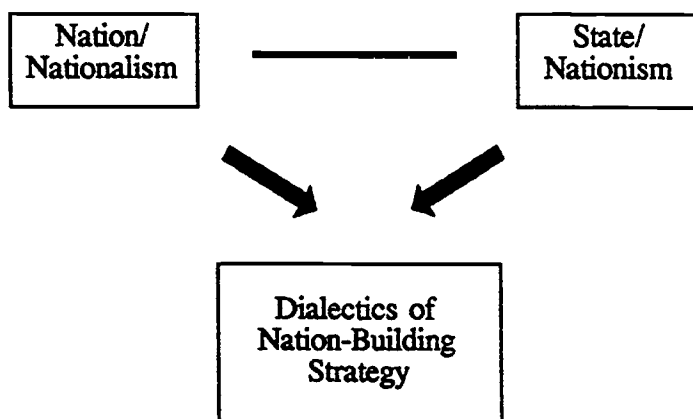 Nation/
Nationalism
State/
Nationism
Dialectics of
Nation-Building
Strategy